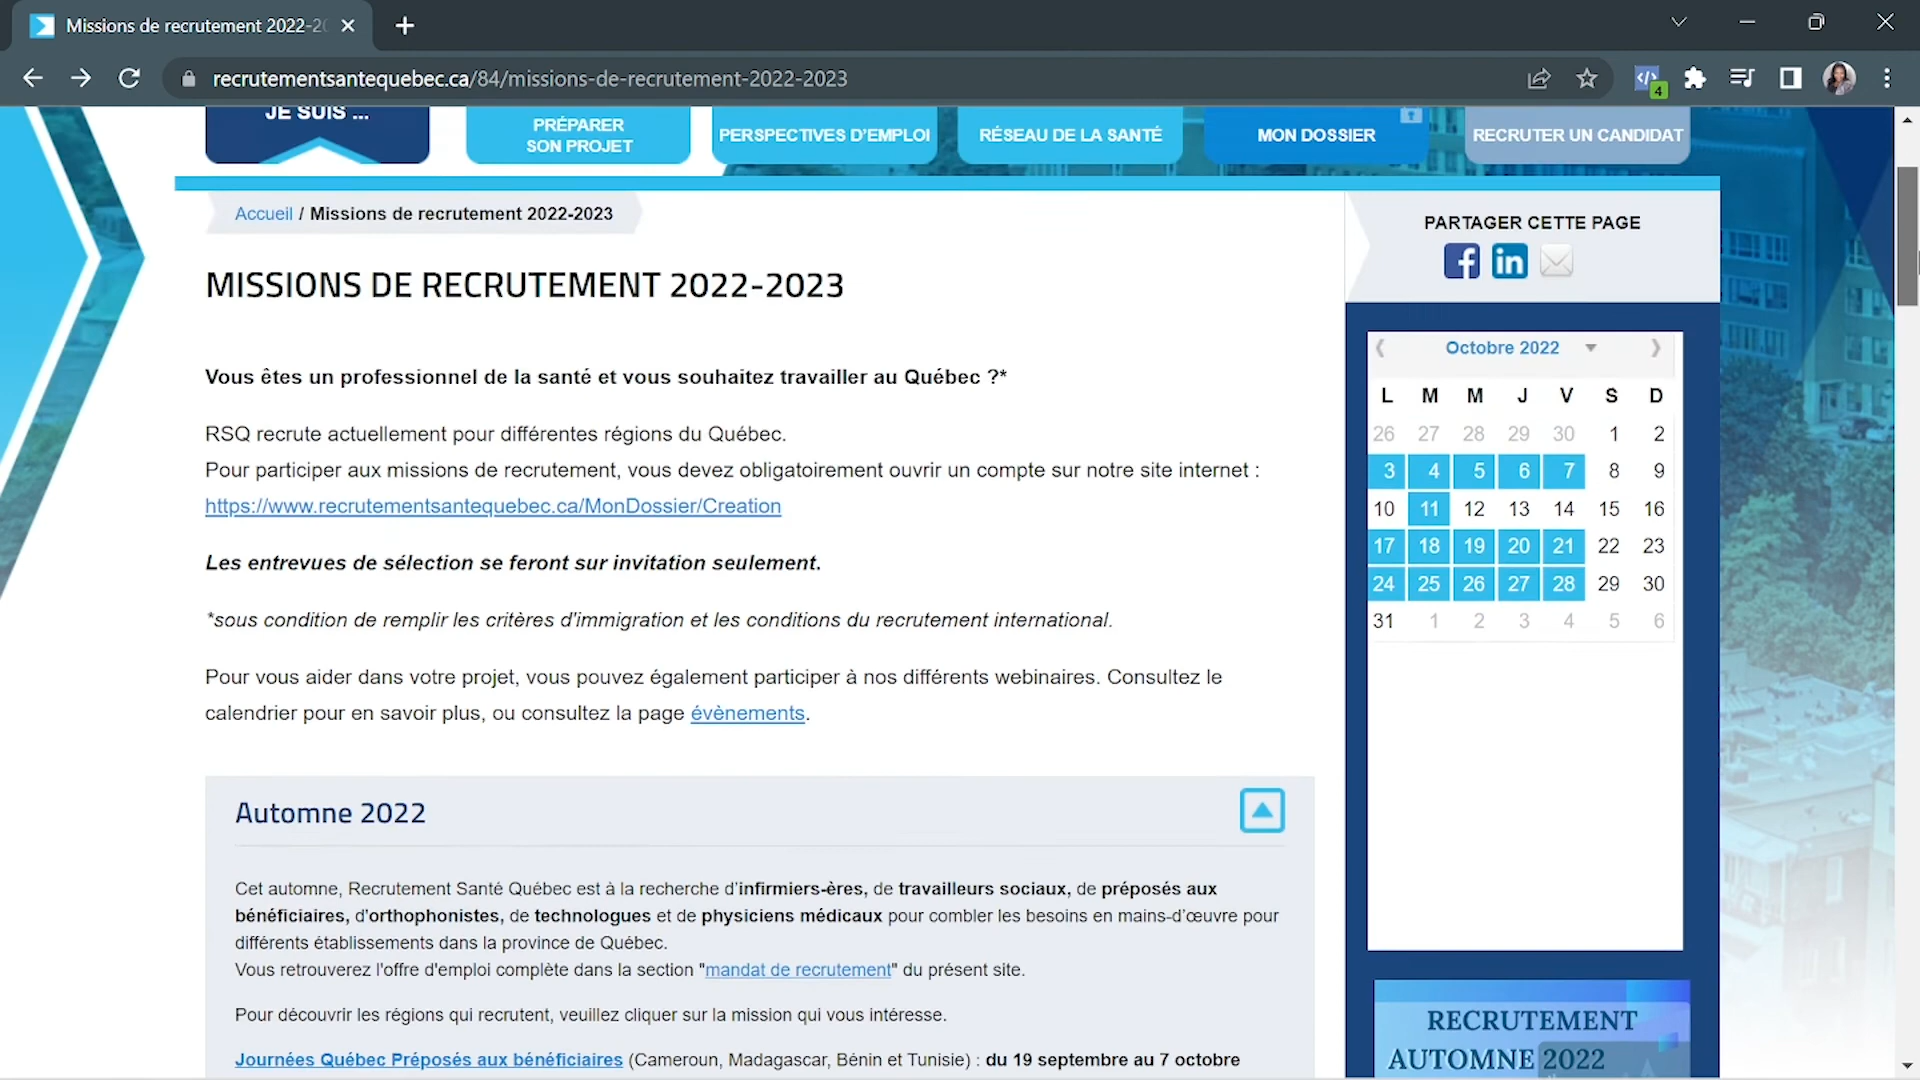 Missions de recrutement 2022-20
recrutementsantequebec.ca/84/missions-de-recrutement-2022-2023
4
JE SUIS ...
PRÉPARER
SON PROJET
PERSPECTIVES D'EMPLOI
RÉSEAU DE LA SANTÉ
MON DOSSIER
RECRUTER UN CANDIDAT
Accueil / Missions de recrutement 2022-2023
MISSIONS DE RECRUTEMENT 2022-2023
Vous êtes un professionnel de la santé et vous souhaitez travailler au Québec ?*
RSQ recrute actuellement pour différentes régions du Québec.
Pour participer aux missions de recrutement, vous devez obligatoirement ouvrir un compte sur notre site internet :
https://www.recrutementsantequebec.ca/MonDossier/Creation
Les entrevues de sélection se feront sur invitation seulement.
*sous condition de remplir les critères d'immigration et les conditions du recrutement international.
Pour vous aider dans votre projet, vous pouvez également participer à nos différents webinaires. Consultez le
calendrier pour en savoir plus, ou consultez la page évènements.
Automne 2022
Cet automne, Recrutement Santé Québec est à la recherche d'infirmiers-ères, de travailleurs sociaux, de préposés aux
bénéficiaires, d'orthophonistes, de technologues et de physiciens médicaux pour combler les besoins en mains-d'œuvre pour
différents établissements dans la province de Québec.
Vous retrouverez l'offre d'emploi complète dans la section "mandat de recrutement" du présent site.
Pour découvrir les régions qui recrutent, veuillez cliquer sur la mission qui vous intéresse.
Journées Québec Préposés aux bénéficiaires (Cameroun, Madagascar, Bénin et Tunisie) : du 19 septembre au 7 octobre
PARTAGER CETTE PAGE
Octobre 2022
L M M J V S D
26 27 28 29 30 1 2
3 4 5 6 7 8 9
10 11 12 13 14 15 16
17 18 19 20 21 22 23
24 25 26 27 28 29 30
31 1 2 3 4 5 6
RECRUTEMENT
AUTOMNE 2022